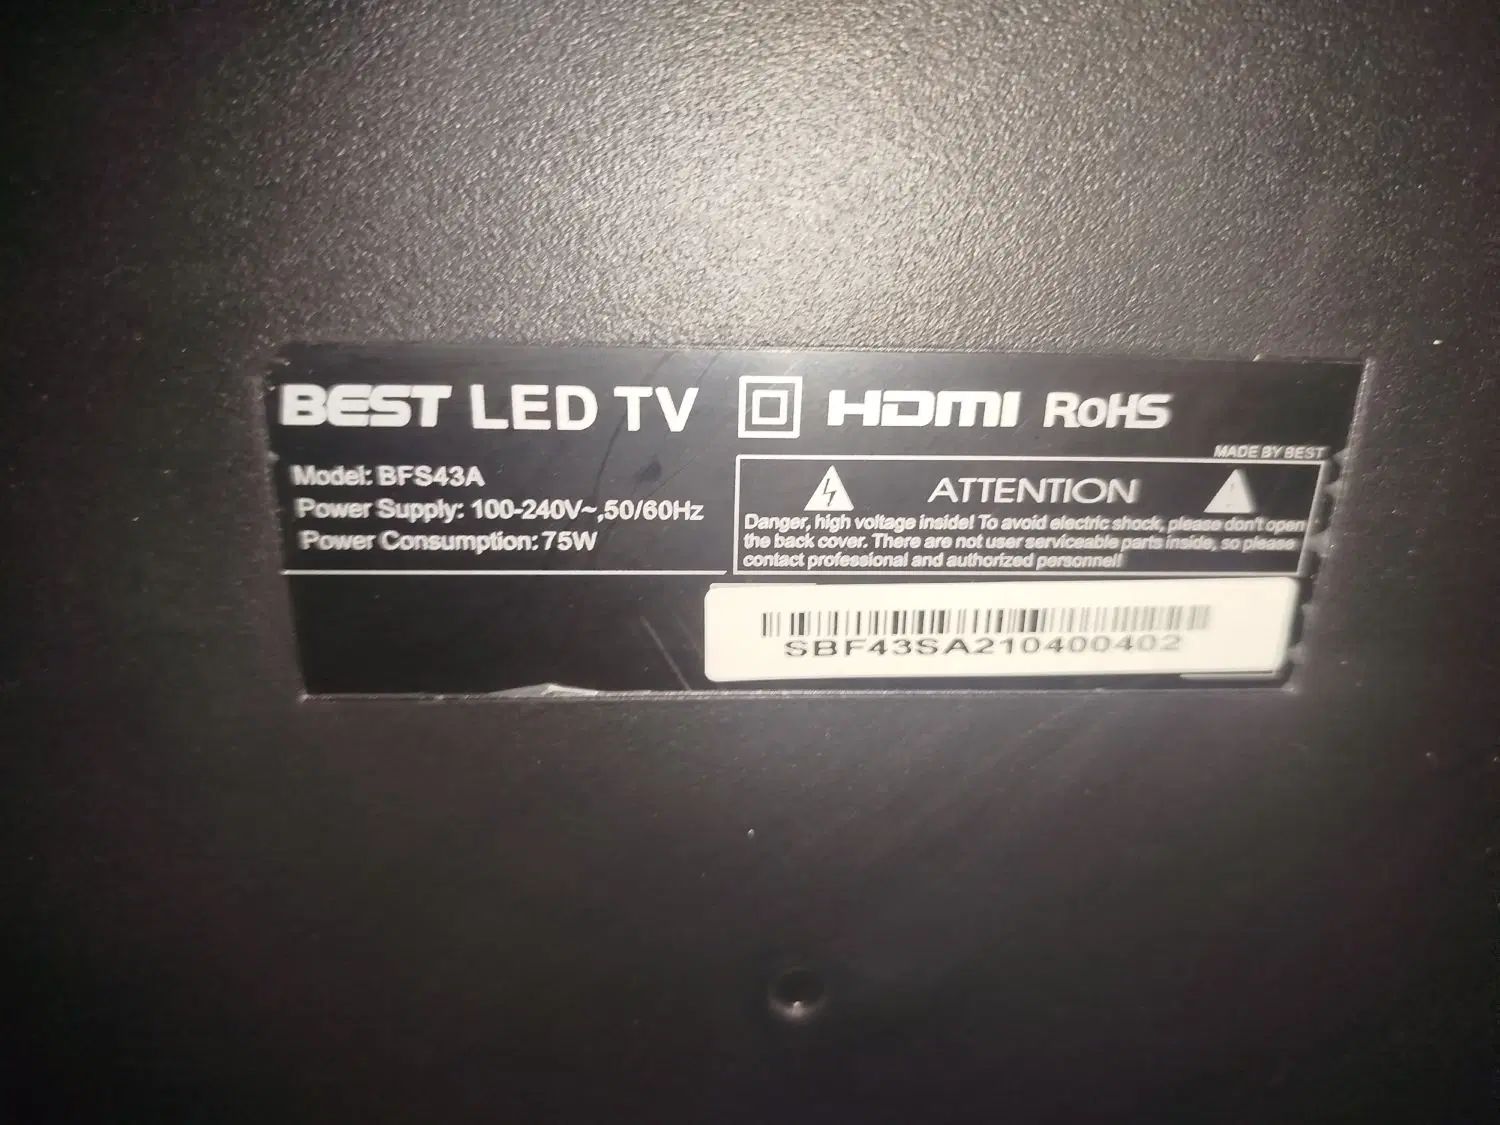 BEST LED TV HDMI RoHS
MADE BY BEST
Model: BFS43A
Power Supply: 100-240V~,50/60Hz
Power Consumption: 75W
ATTENTION
Danger, high voltage inside! To avoid electric shock, please don't open
the back cover. There are not user serviceable parts inside, so please
contact professional and authorized personnel!
SBF43SA210400402